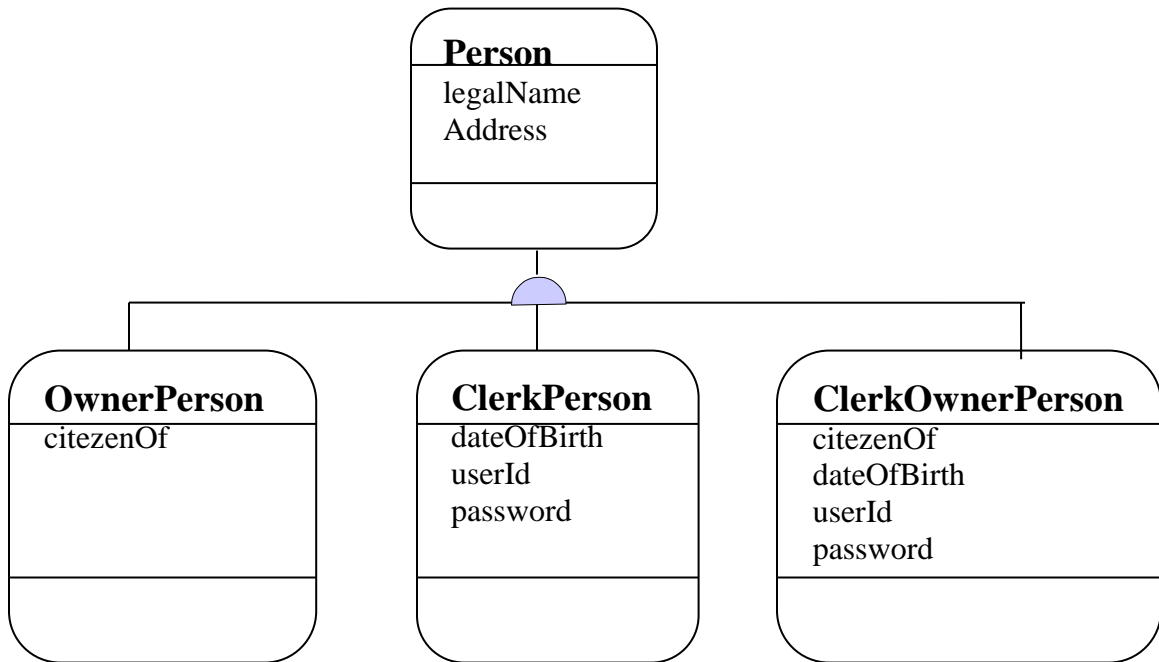 Person
legalName
Address
OwnerPerson
citezenOf
ClerkPerson
dateOfBirth
userId
password
ClerkOwnerPerson
citezenOf
dateOfBirth
userId
password